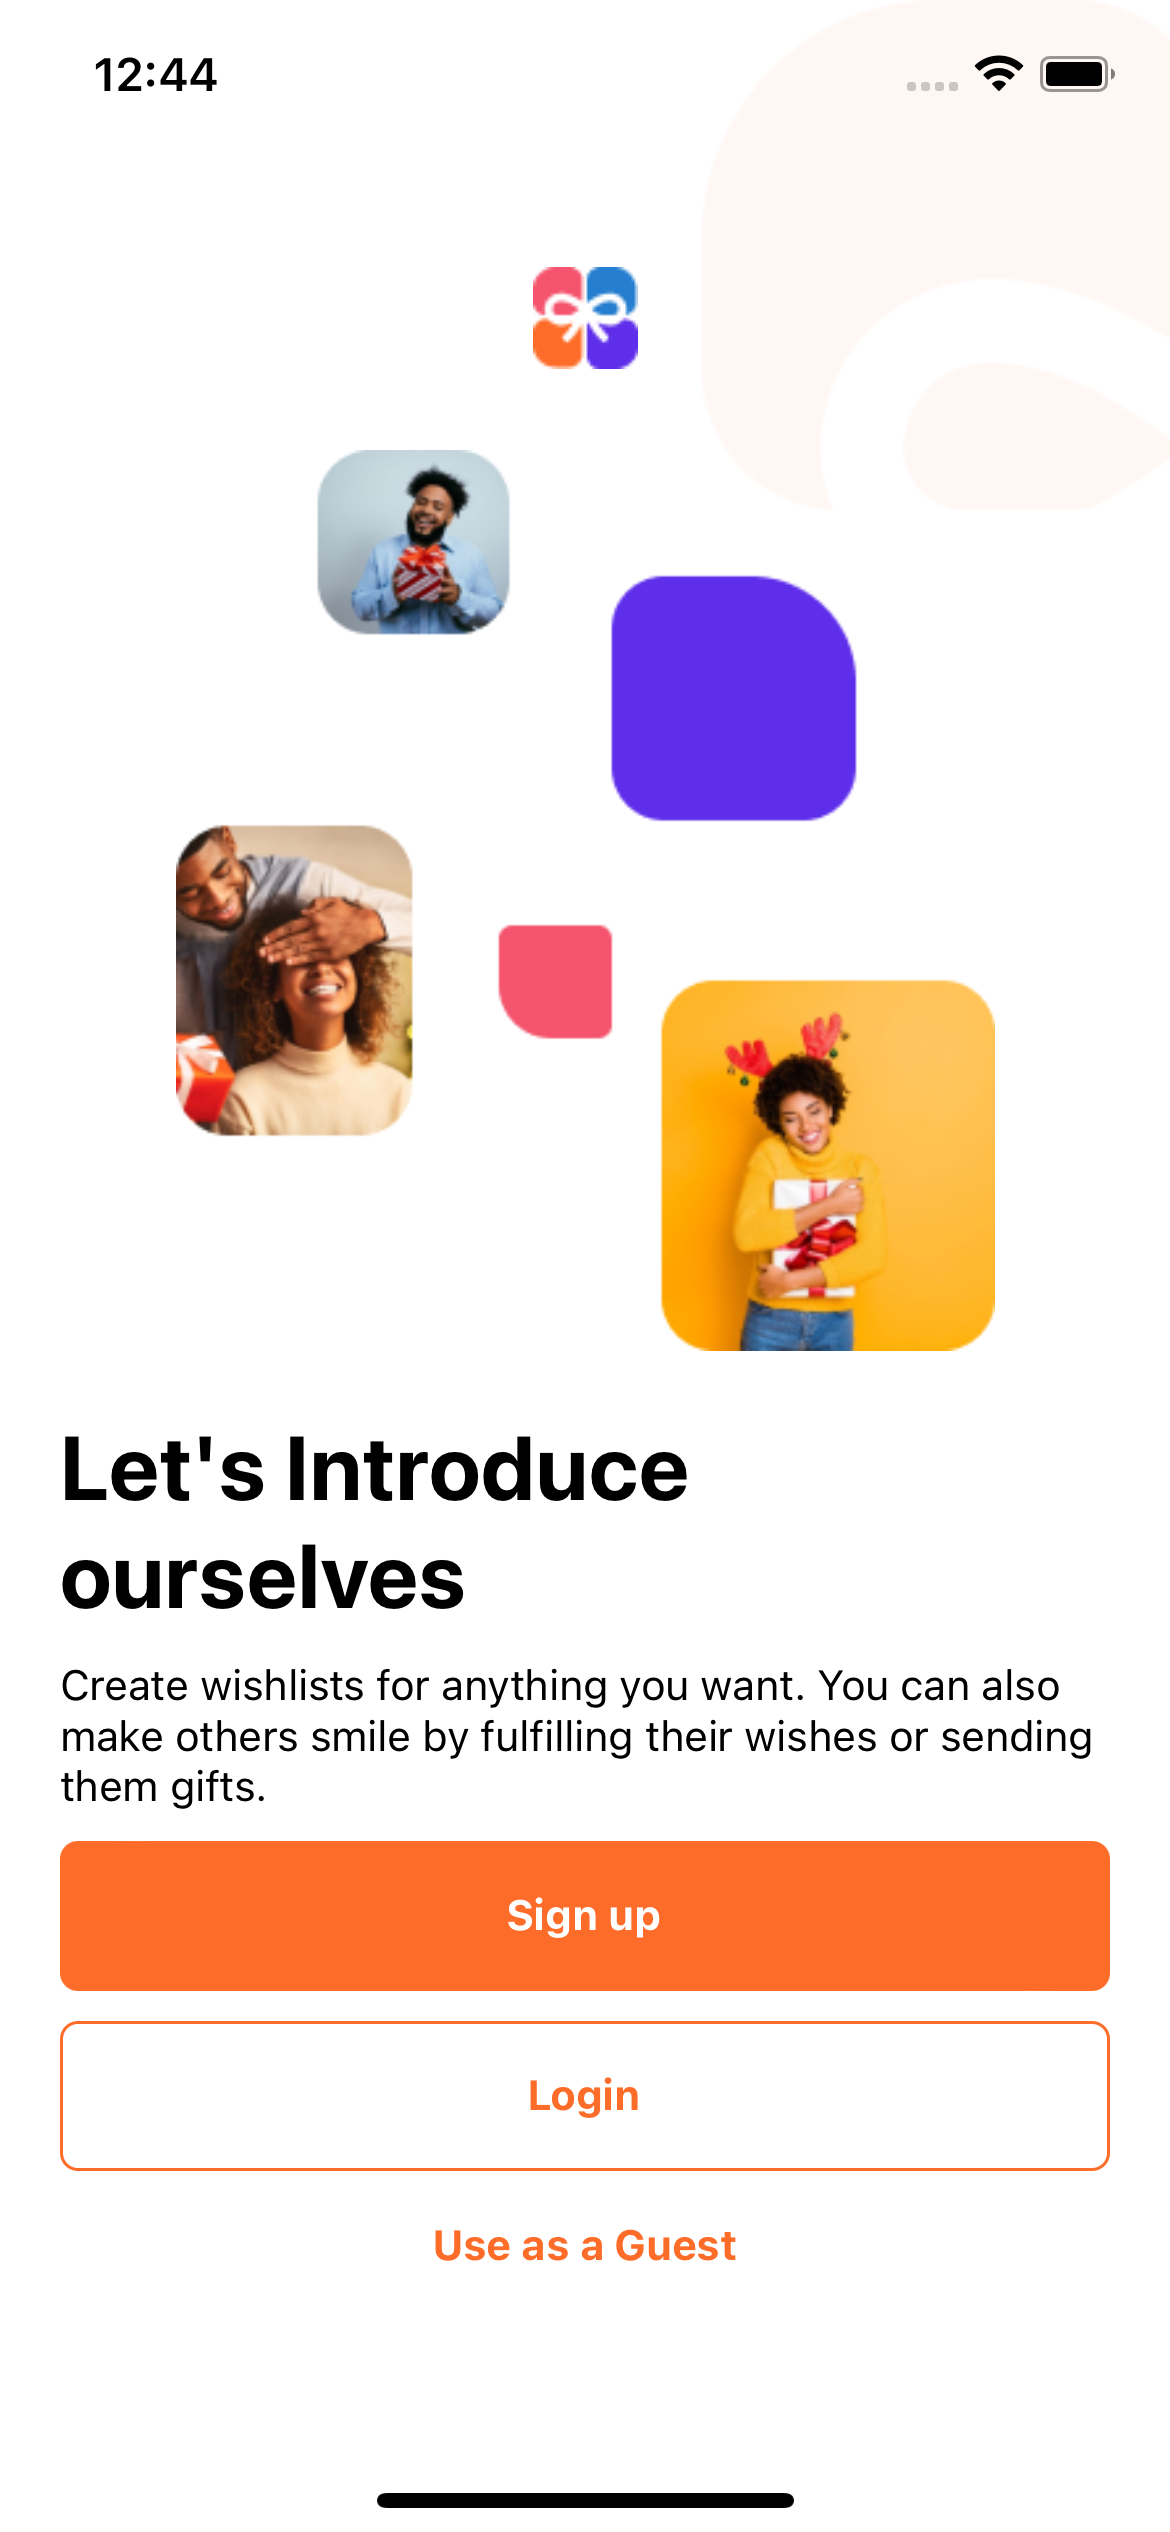 12:44
Let's Introduce
ourselves
Create wishlists for anything you want. You can also
make others smile by fulfilling their wishes or sending
them gifts.
Sign up
Login
Use as a Guest